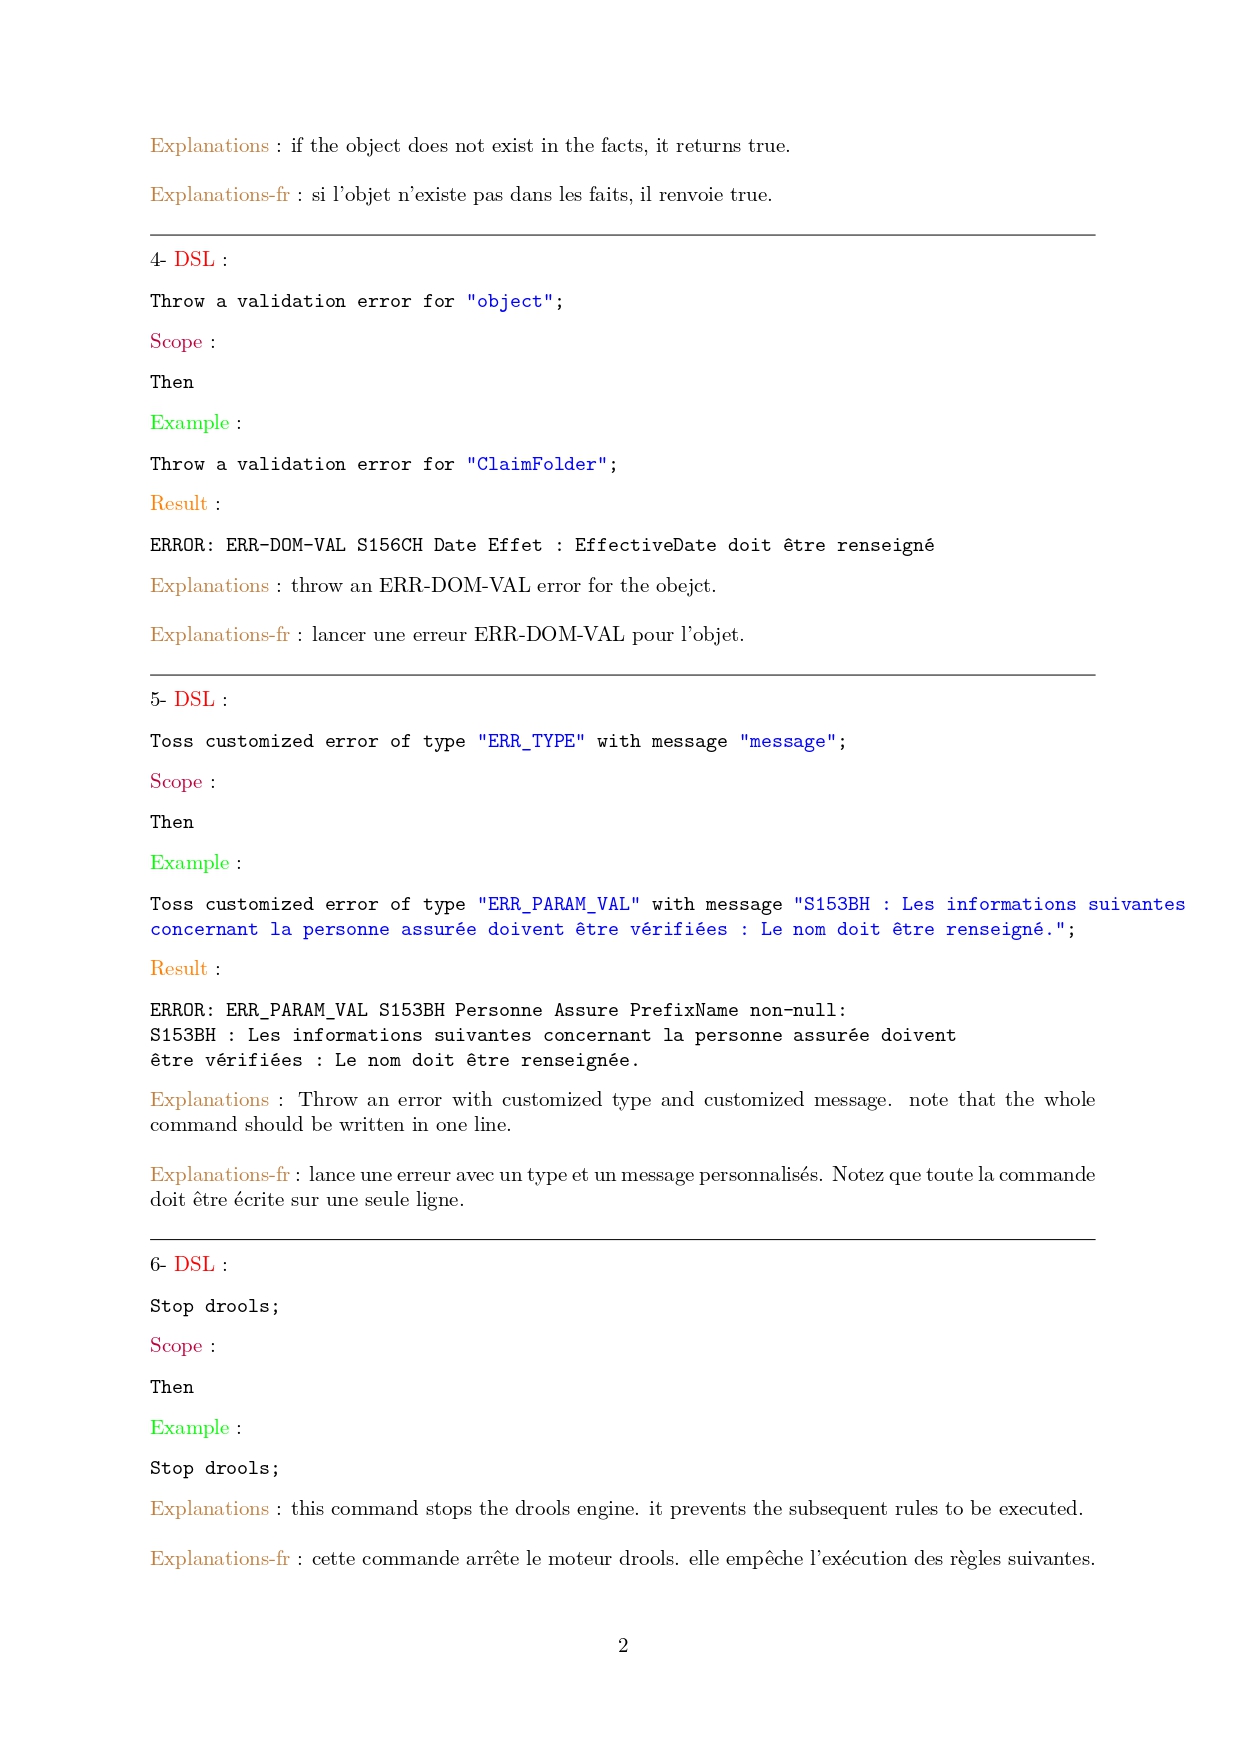 Explanations : if the object does not exist in the facts, it returns true.
Explanations-fr : si l'objet n'existe pas dans les faits, il renvoie true.
4- DSL :
Throw a validation error for "object";
Scope :
Then
Example :
Throw a validation error for "ClaimFolder";
Result :
ERROR: ERR-DOM-VAL S156CH Date Effet : EffectiveDate doit être renseigné
Explanations : throw an ERR-DOM-VAL error for the obejct.
Explanations-fr : lancer une erreur ERR-DOM-VAL pour l'objet.
5- DSL :
Toss customized error of type "ERR_TYPE" with message "message";
Scope :
Then
Example :
Toss customized error of type "ERR_PARAM_VAL" with message "S153BH : Les informations suivantes
concernant la personne assurée doivent être vérifiées : Le nom doit être renseigné.";
Result :
ERROR: ERR_PARAM_VAL S153BH Personne Assure PrefixName non-null:
S153BH : Les informations suivantes concernant la personne assurée doivent
être vérifiées : Le nom doit être renseignée.
Explanations : Throw an error with customized type and customized message. note that the whole
command should be written in one line.
Explanations-fr : lance une erreur avec un type et un message personnalisés. Notez que toute la commande
doit être écrite sur une seule ligne.
6- DSL :
Stop drools;
Scope :
Then
Example :
Stop drools;
Explanations : this command stops the drools engine. it prevents the subsequent rules to be executed.
Explanations-fr : cette commande arrête le moteur drools. elle empêche l'exécution des règles suivantes.
2